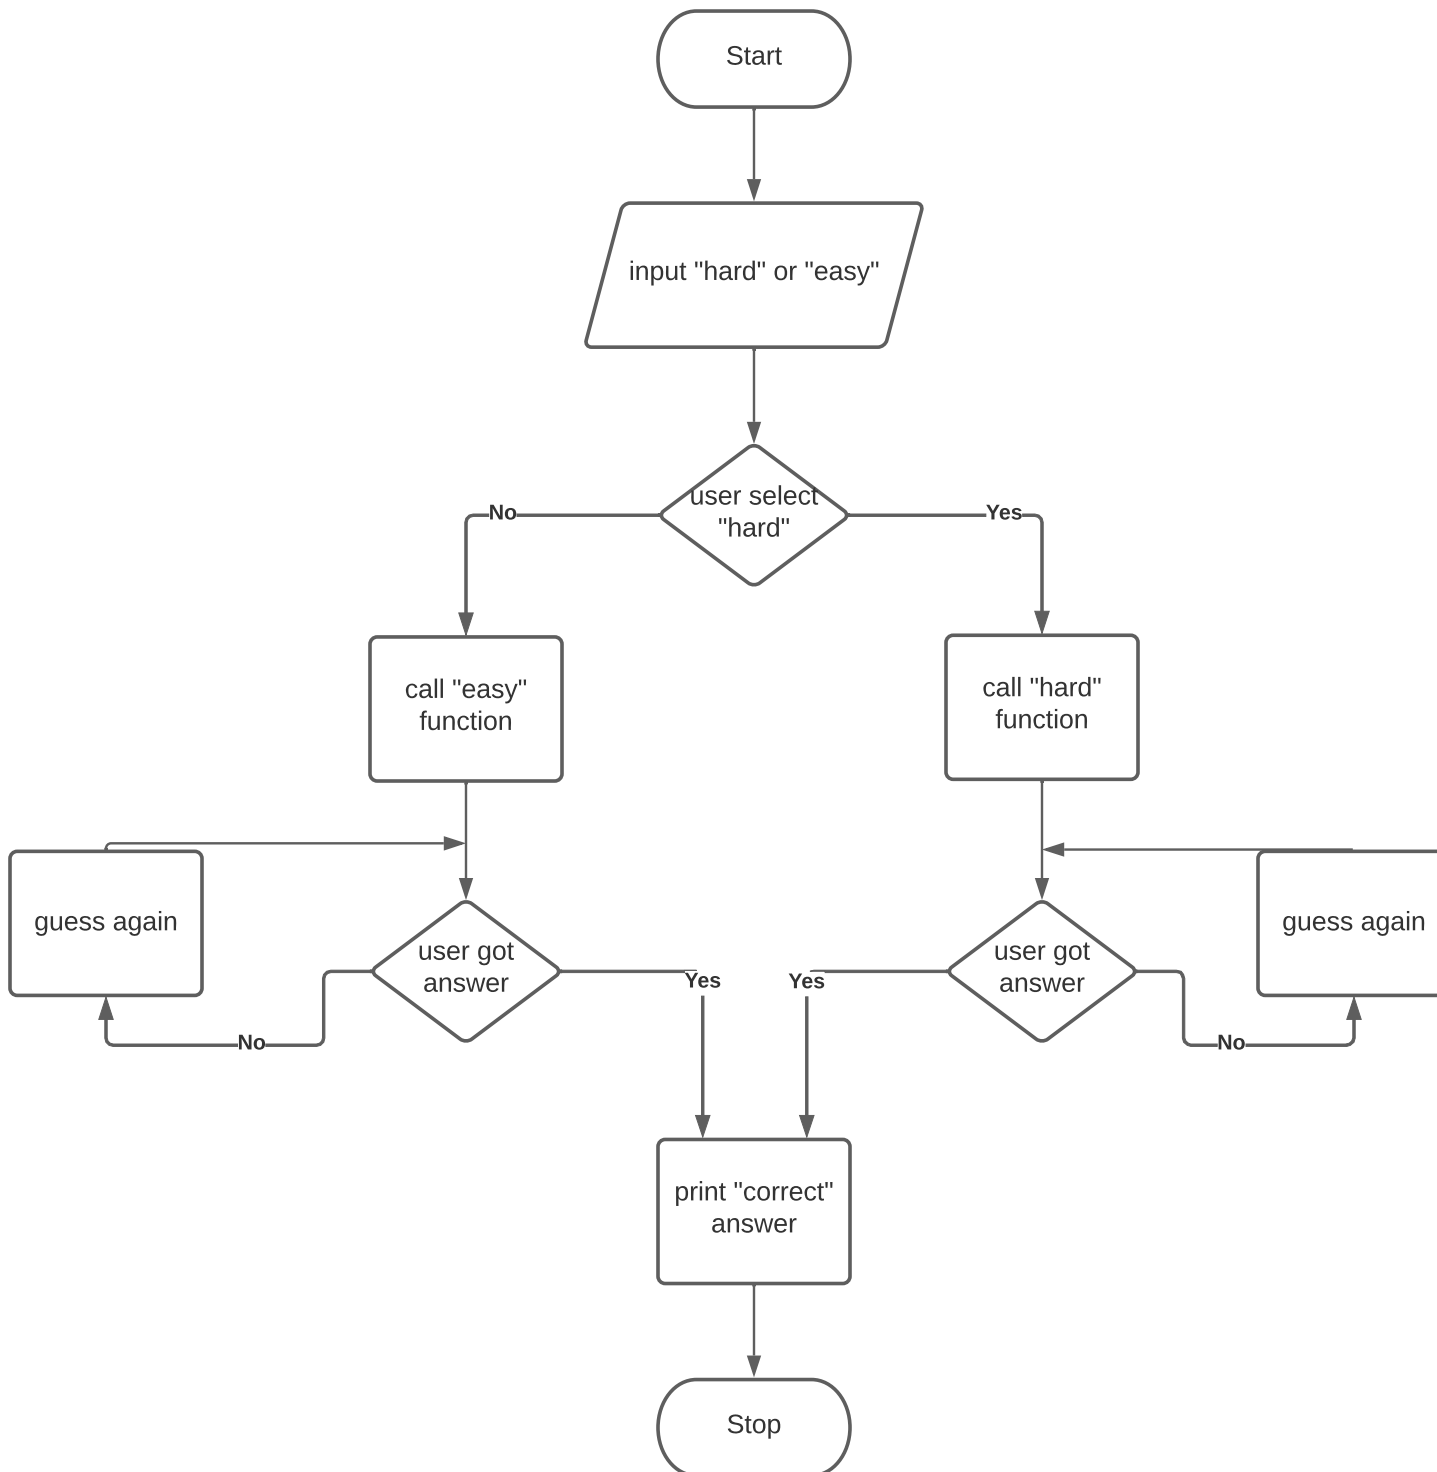 Start
input "hard" or "easy"
user select
"hard"
No
Yes
call "easy"
function
call "hard"
function
guess again
user got
answer
Yes
Yes
user got
answer
guess again
No
No
print "correct"
answer
Stop